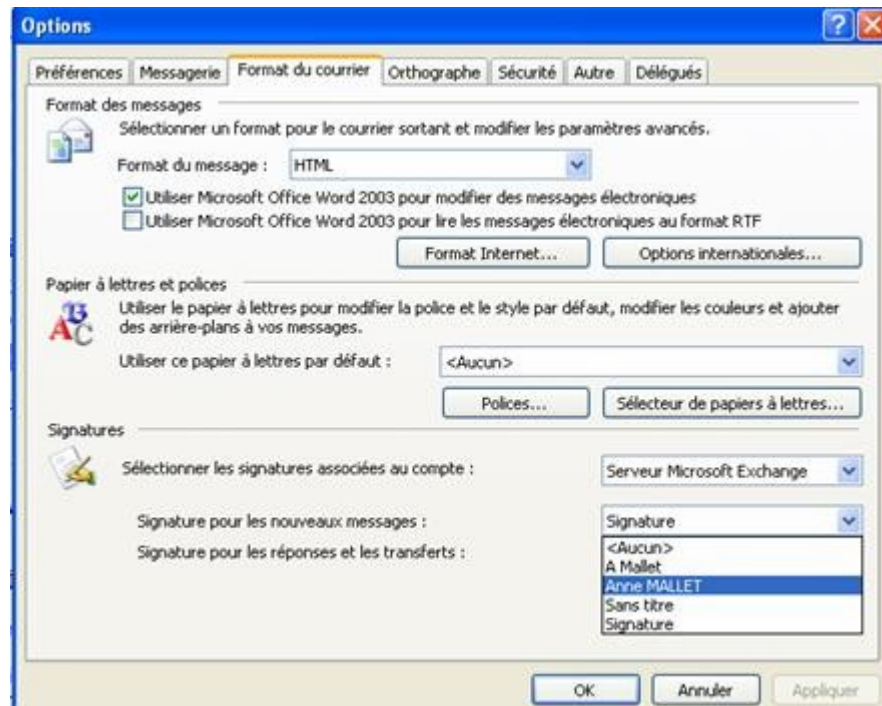 Options
Préférences Messagerie Format du courrier Orthographe Sécurité Autre Délégués
Format des messages
Sélectionner un format pour le courrier sortant et modifier les paramètres avancés.
Format du message : HTML
Utiliser Microsoft Office Word 2003 pour modifier des messages électroniques
Utiliser Microsoft Office Word 2003 pour lire les messages électroniques au format RTF
Format Internet... Options internationales...
Papier à lettres et polices
Utiliser le papier à lettres pour modifier la police et le style par défaut, modifier les couleurs et ajouter
des arrière-plans à vos messages.
Utiliser ce papier à lettres par défaut : <Aucun>
Polices... Sélecteur de papiers à lettres...
Signatures
Sélectionner les signatures associées au compte : Serveur Microsoft Exchange
Signature pour les nouveaux messages : Signature
Signature pour les réponses et les transferts :
<Aucun>
A Mallet
Anne MALLET
Sans titre
Signature
OK Annuler Appliquer